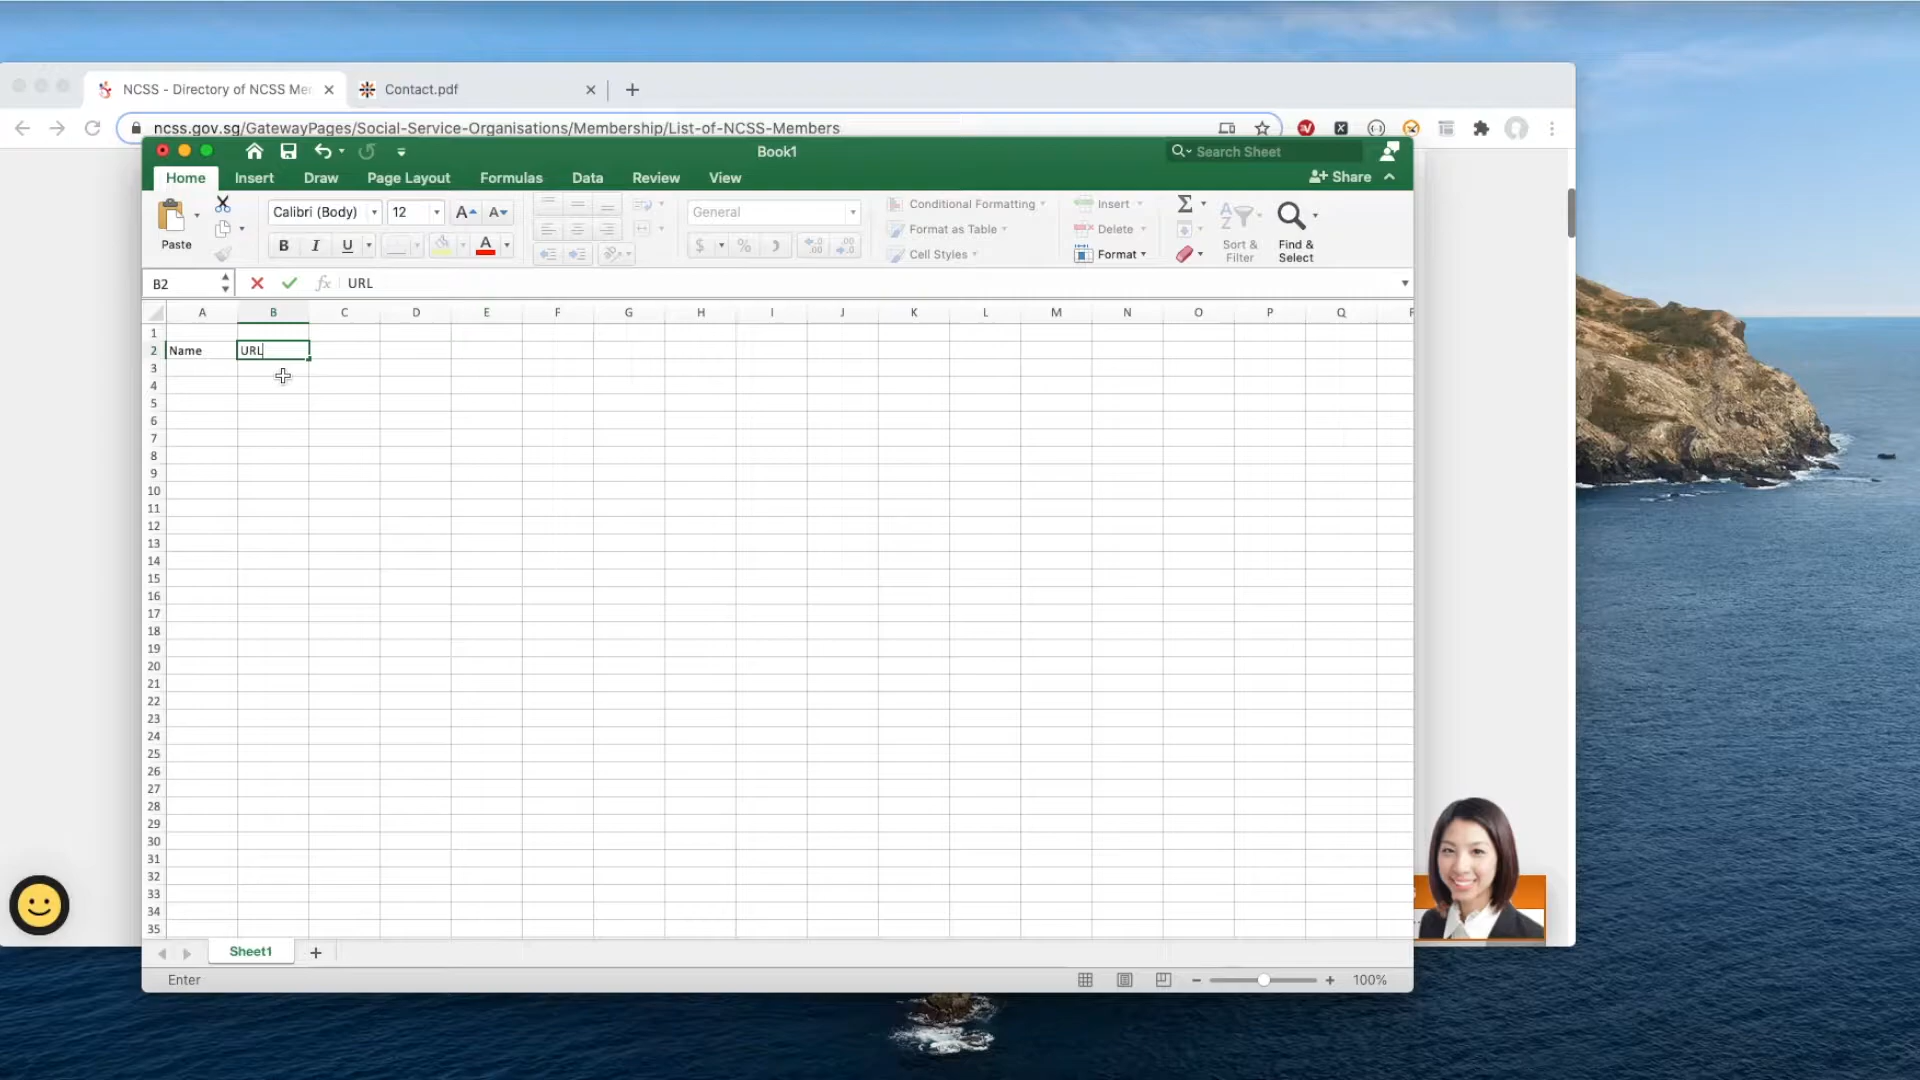 NCSS - Directory of NCSS Me
Contact.pdf
ncss.gov.sg/GatewayPages/Social-Service-Organisations/Membership/List-of-NCSS-Members
Book1
Search Sheet
Home Insert Draw Page Layout Formulas Data Review View
Share
Paste
Calibri (Body) 12
B I U A
General
$ %
Conditional Formatting
Format as Table
Cell Styles
Insert
Delete
Format
Sort & Filter
Find & Select
B2 fx URL
A B C D E F G H I J K L M N O P Q
1
2 Name URL
3
4
5
6
7
8
9
10
11
12
13
14
15
16
17
18
19
20
21
22
23
24
25
26
27
28
29
30
31
32
33
34
35
Sheet1
Enter
100%